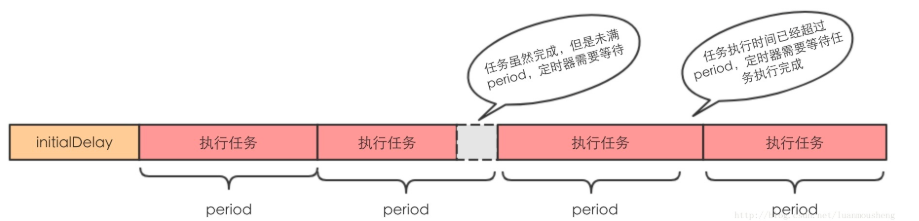 任务虽然完成，但是未满
period，定时器需要等待
任务执行时间已经超过
period，定时器需要等待任
务执行完成
initialDelay
执行任务
执行任务
执行任务
执行任务
period
period
period
period